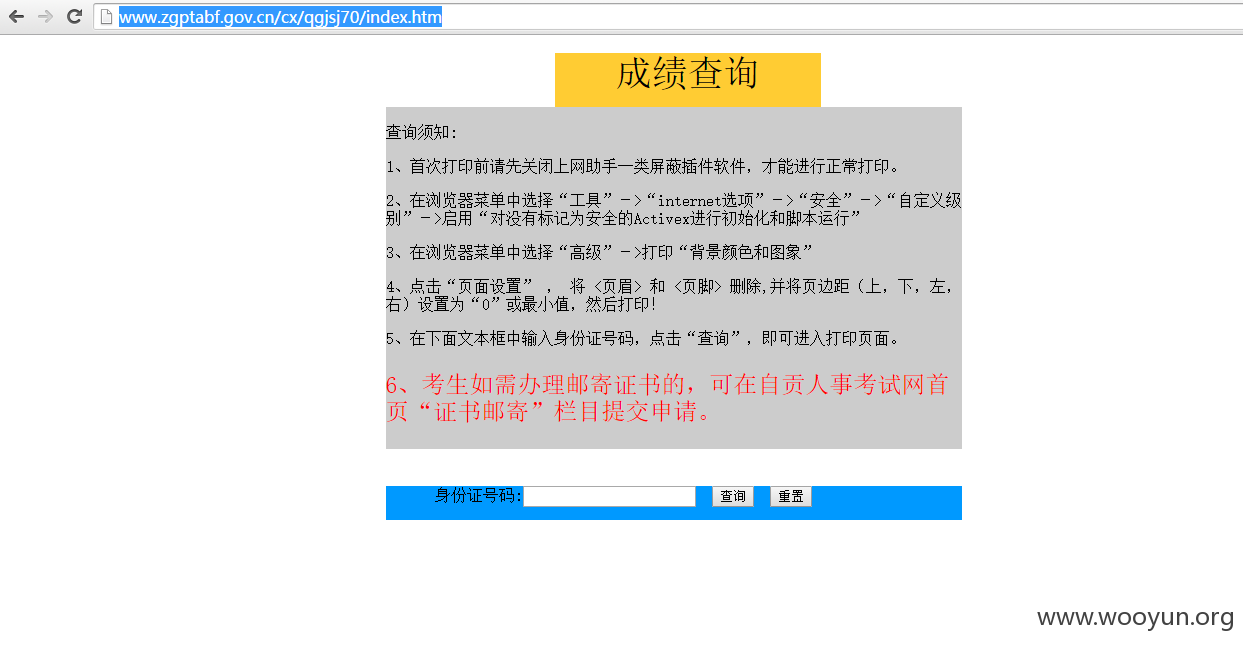 www.zgptabf.gov.cn/cx/qgjsj70/index.htm
成绩查询
查询须知:
1、首次打印前请先关闭上网助手一类屏蔽插件软件，才能进行正常打印。
2、在浏览器菜单中选择“工具”－>“internet选项”－>“安全”－>“自定义级
别”－>启用“对没有标记为安全的Activex进行初始化和脚本运行”
3、在浏览器菜单中选择“高级”－>打印“背景颜色和图象”
4、点击“页面设置” ， 将 <页眉> 和 <页脚> 删除,并将页边距（上，下，左，
右）设置为“0”或最小值，然后打印!
5、在下面文本框中输入身份证号码，点击“查询”，即可进入打印页面。
6、考生如需办理邮寄证书的，可在自贡人事考试网首
页“证书邮寄”栏目提交申请。
身份证号码: 查询 重置
www.wooyun.org